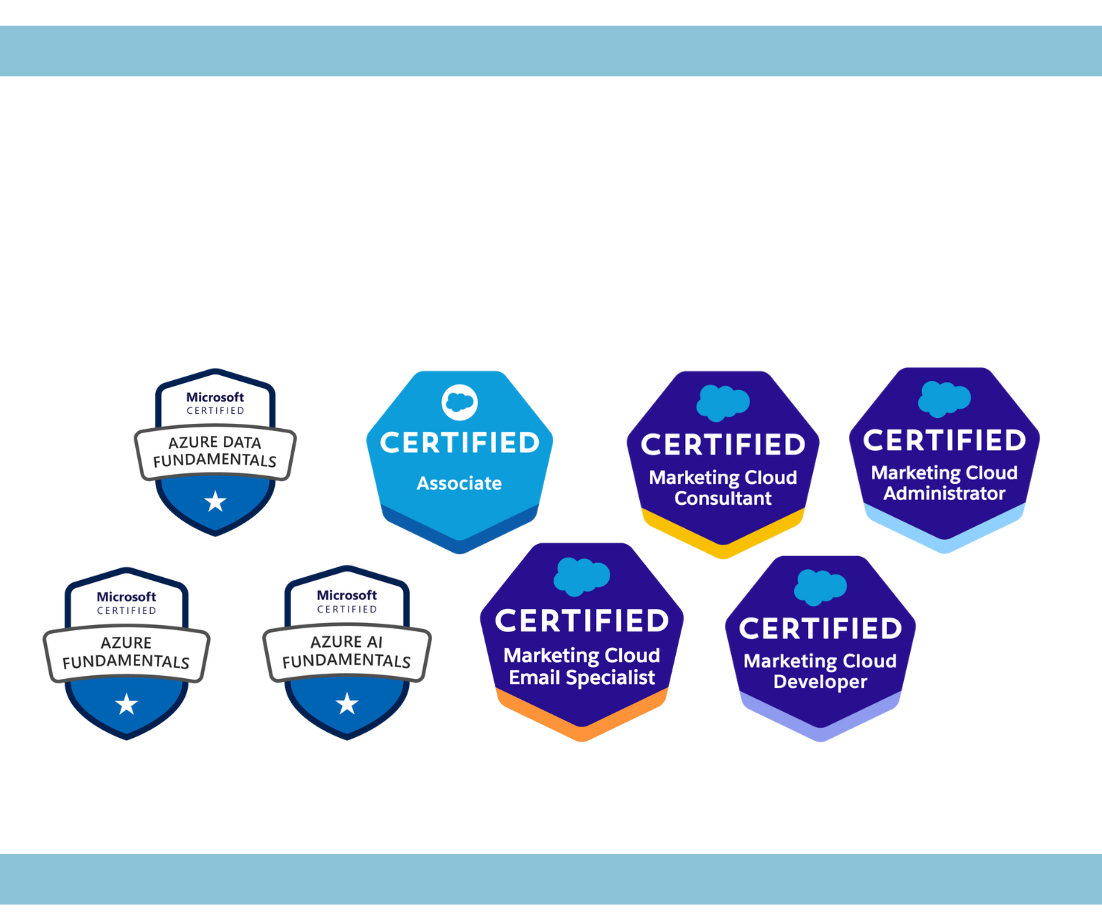 Microsoft
CERTIFIED
AZURE DATA
FUNDAMENTALS
CERTIFIED
Associate
CERTIFIED
Marketing Cloud
Consultant
CERTIFIED
Marketing Cloud
Administrator
Microsoft
CERTIFIED
AZURE
FUNDAMENTALS
Microsoft
CERTIFIED
AZURE AI
FUNDAMENTALS
CERTIFIED
Marketing Cloud
Email Specialist
CERTIFIED
Marketing Cloud
Developer